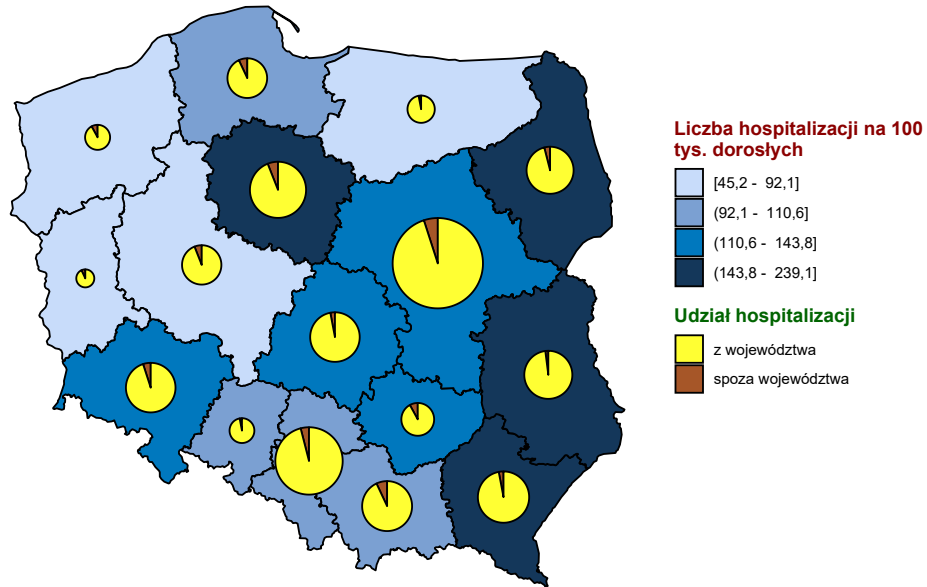 Liczba hospitalizacji na 100
tys. dorosłych
[45,2 - 92,1]
(92,1 - 110,6]
(110,6 - 143,8]
(143,8 - 239,1]
Udział hospitalizacji
z województwa
spoza województwa